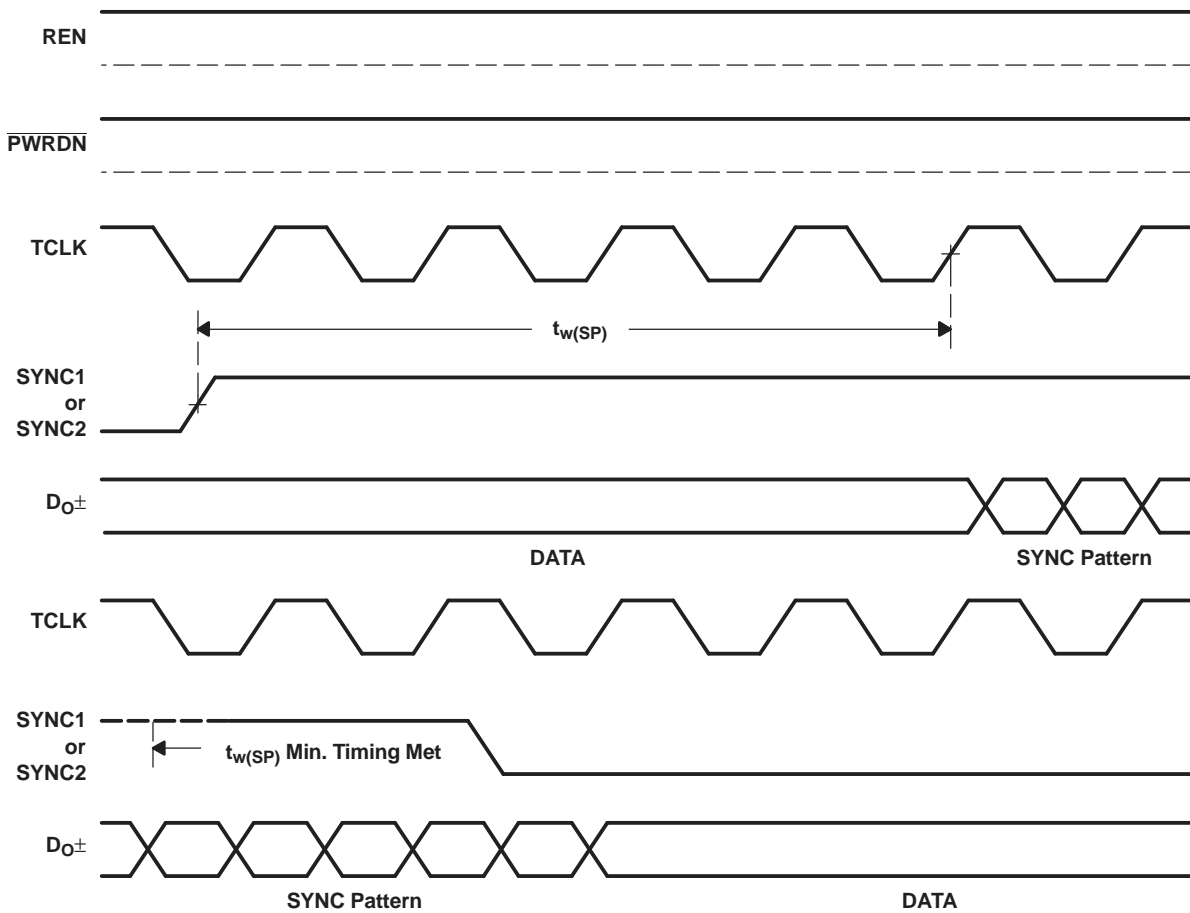 REN
PWRDN
TCLK
tw(SP)
SYNC1
or
SYNC2
DO±
DATA
SYNC Pattern
TCLK
SYNC1
or
SYNC2
tw(SP) Min. Timing Met
DO±
SYNC Pattern
DATA